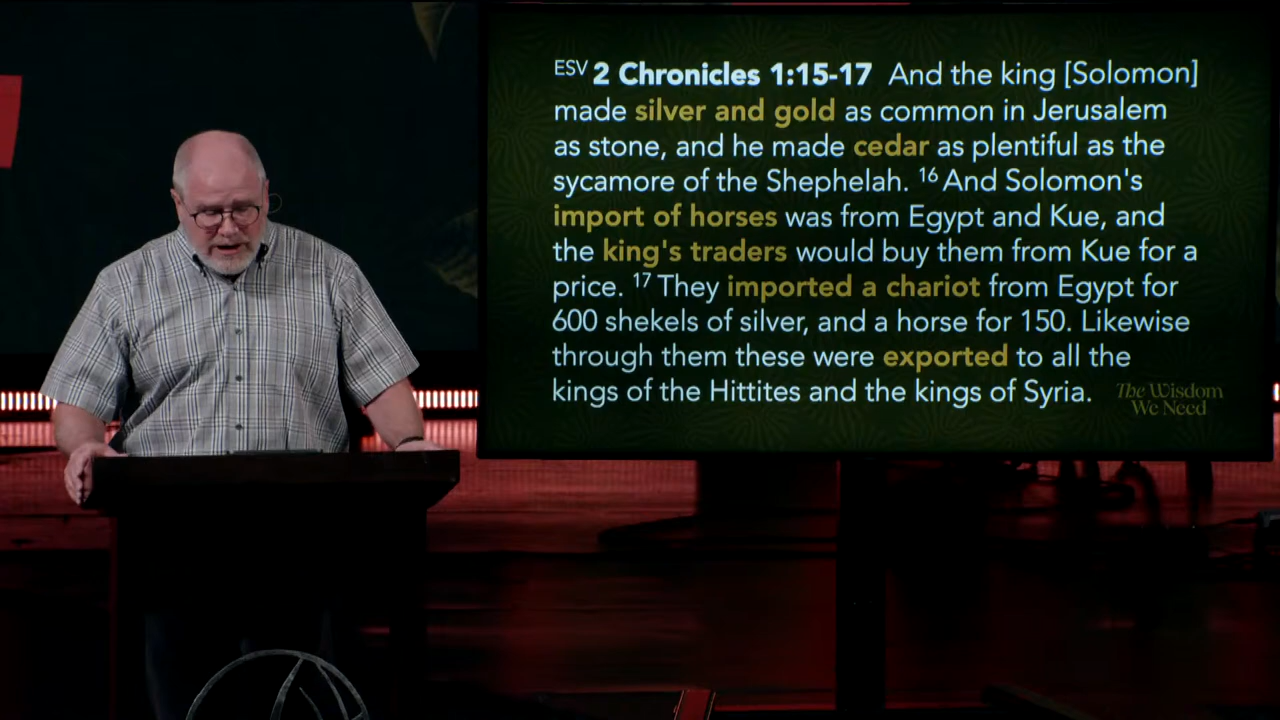 ESV 2 Chronicles 1:15-17 And the king [Solomon]
made silver and gold as common in Jerusalem
as stone, and he made cedar as plentiful as the
sycamore of the Shephelah. 16 And Solomon's
import of horses was from Egypt and Kue, and
the king's traders would buy them from Kue for a
price. 17 They imported a chariot from Egypt for
600 shekels of silver, and a horse for 150. Likewise
through them these were exported to all the
kings of the Hittites and the kings of Syria.
The Wisdom
We Need